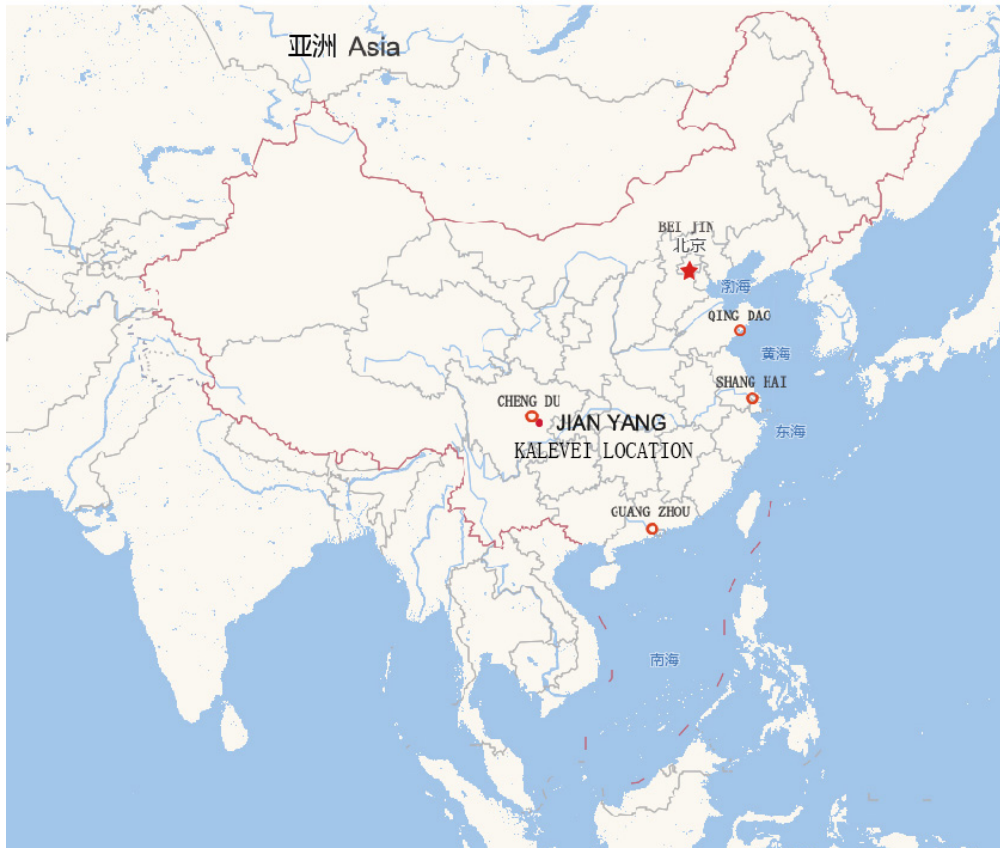 亚洲 Asia
BEI JIN
北京
渤海
QING DAO
黄海
SHANG HAI
CHENG DU
JIAN YANG
东海
KALEVEI LOCATION
GUANG ZHOU
南海